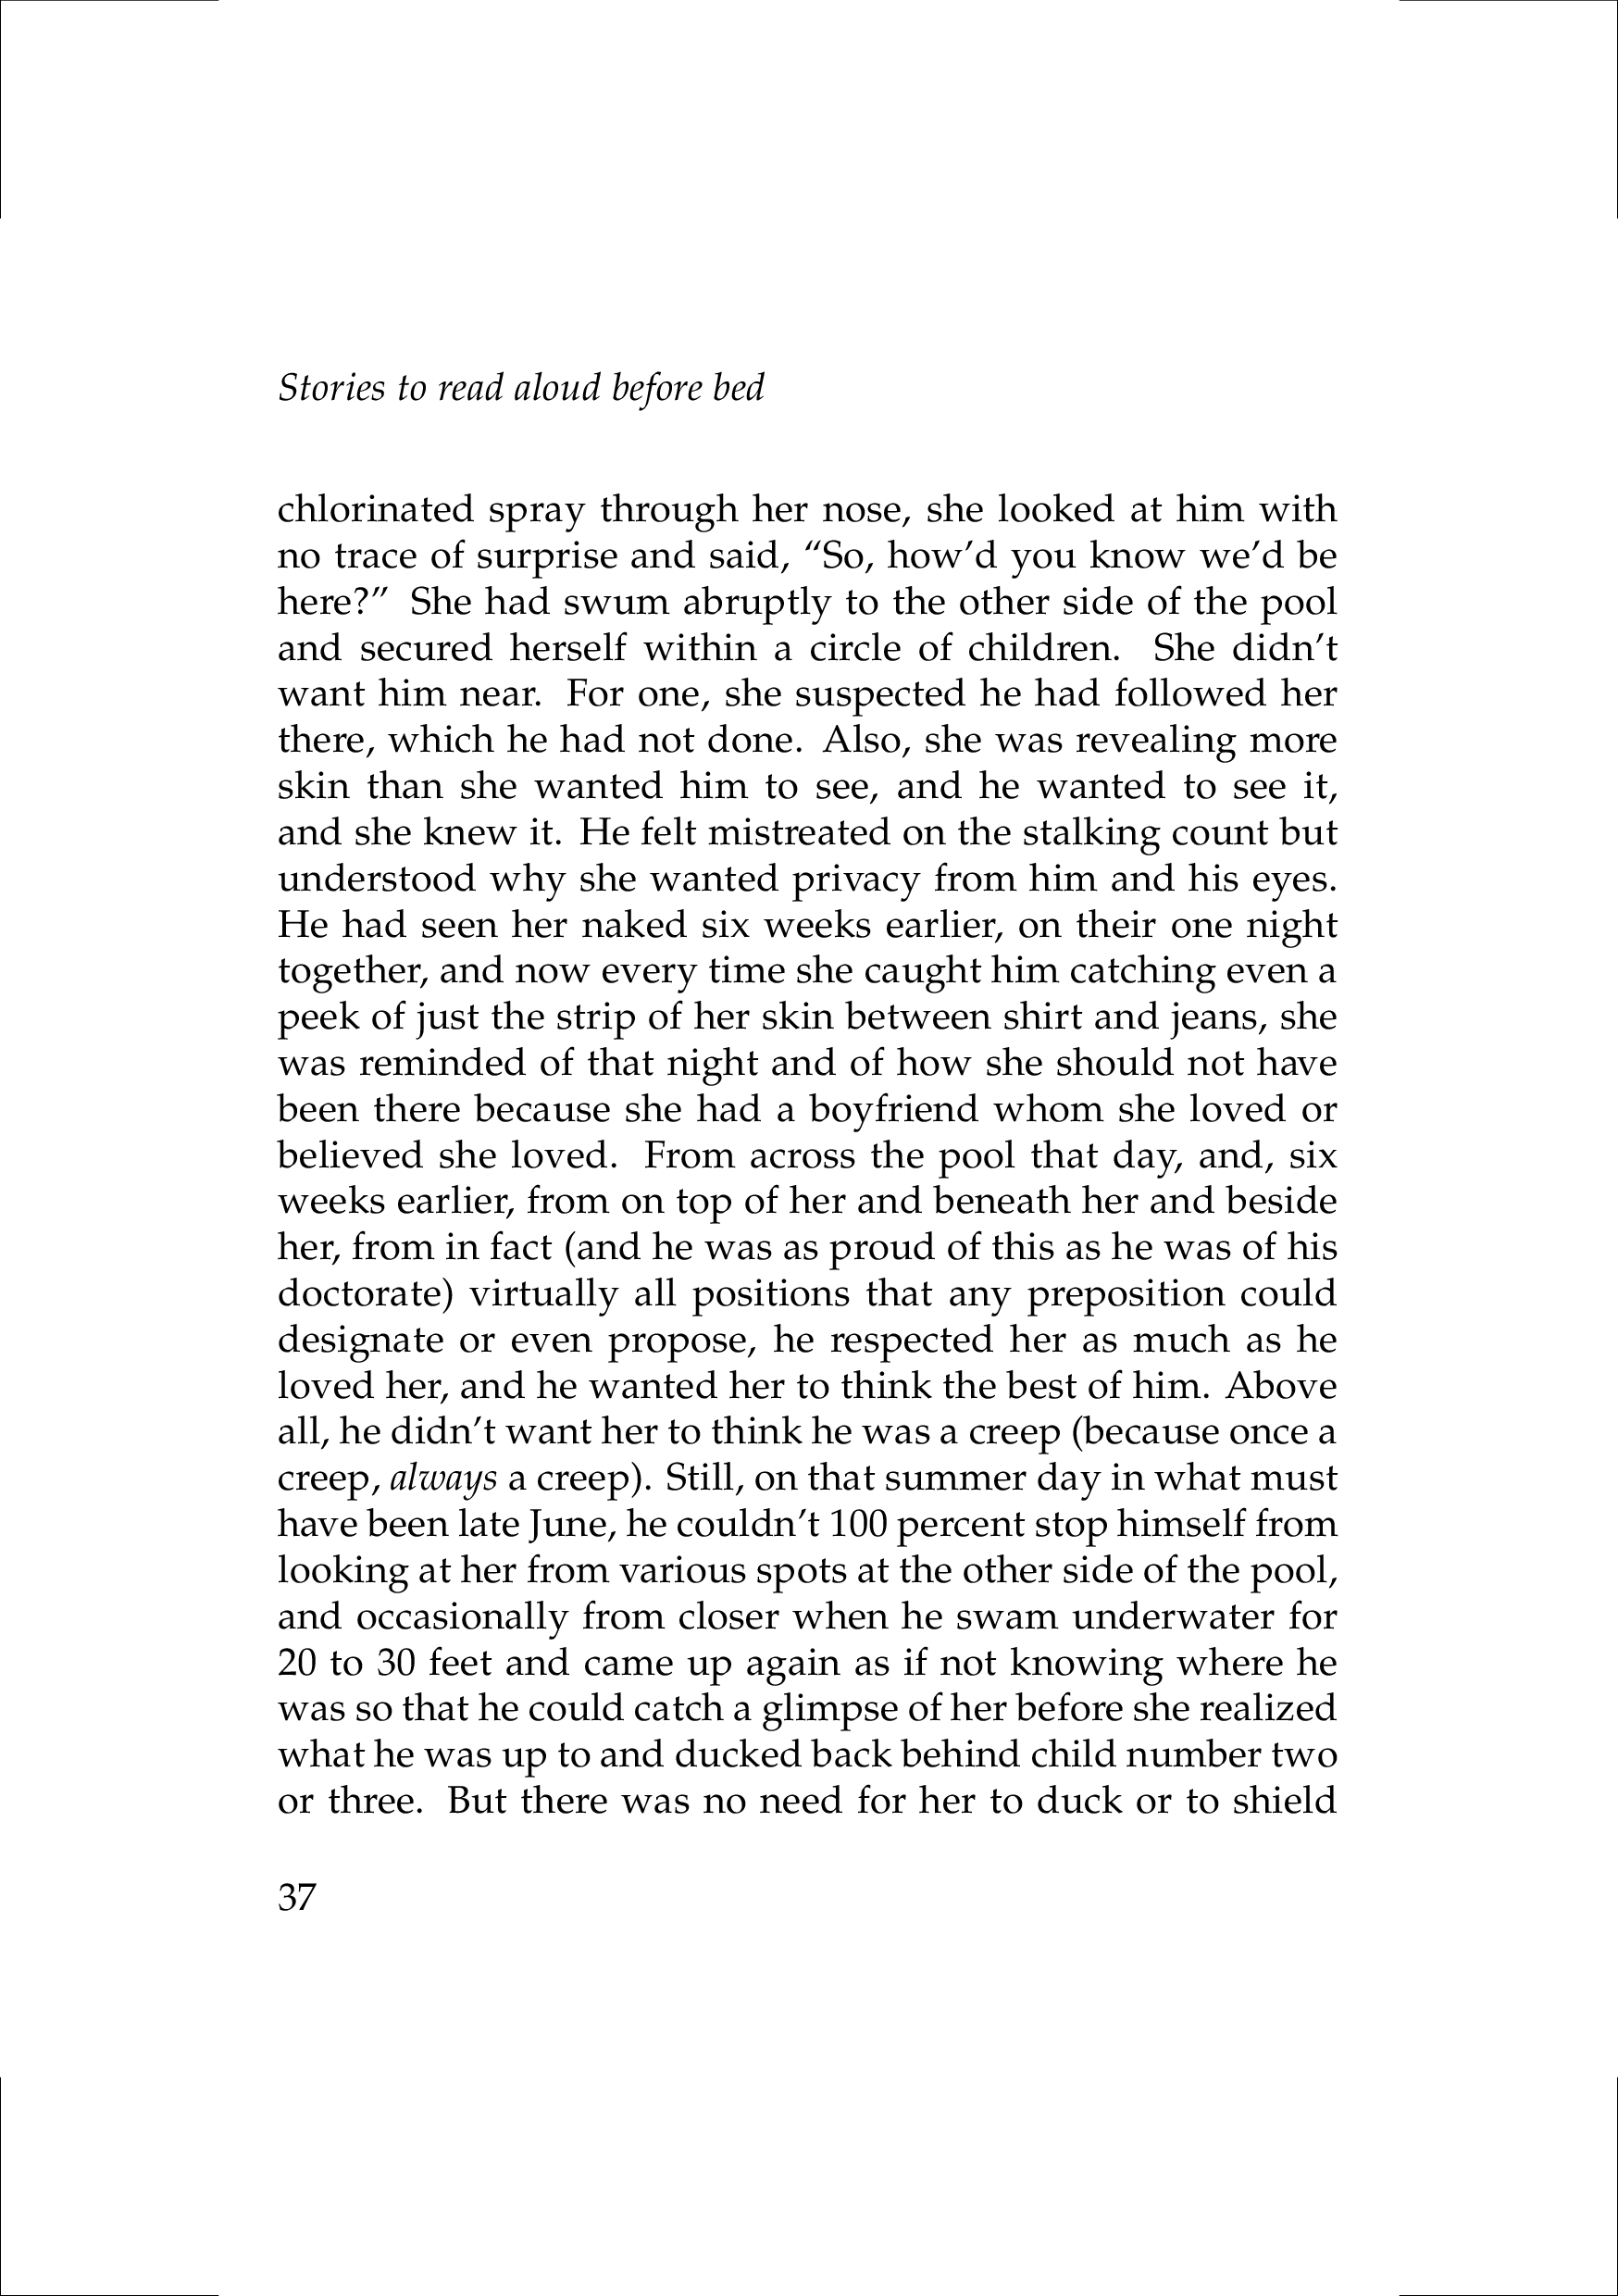 Stories to read aloud before bed
chlorinated spray through her nose, she looked at him with
no trace of surprise and said, “So, how’d you know we’d be
here?” She had swum abruptly to the other side of the pool
and secured herself within a circle of children. She didn’t
want him near. For one, she suspected he had followed her
there, which he had not done. Also, she was revealing more
skin than she wanted him to see, and he wanted to see it,
and she knew it. He felt mistreated on the stalking count but
understood why she wanted privacy from him and his eyes.
He had seen her naked six weeks earlier, on their one night
together, and now every time she caught him catching even a
peek of just the strip of her skin between shirt and jeans, she
was reminded of that night and of how she should not have
been there because she had a boyfriend whom she loved or
believed she loved. From across the pool that day, and, six
weeks earlier, from on top of her and beneath her and beside
her, from in fact (and he was as proud of this as he was of his
doctorate) virtually all positions that any preposition could
designate or even propose, he respected her as much as he
loved her, and he wanted her to think the best of him. Above
all, he didn’t want her to think he was a creep (because once a
creep, always a creep). Still, on that summer day in what must
have been late June, he couldn’t 100 percent stop himself from
looking at her from various spots at the other side of the pool,
and occasionally from closer when he swam underwater for
20 to 30 feet and came up again as if not knowing where he
was so that he could catch a glimpse of her before she realized
what he was up to and ducked back behind child number two
or three. But there was no need for her to duck or to shield
37